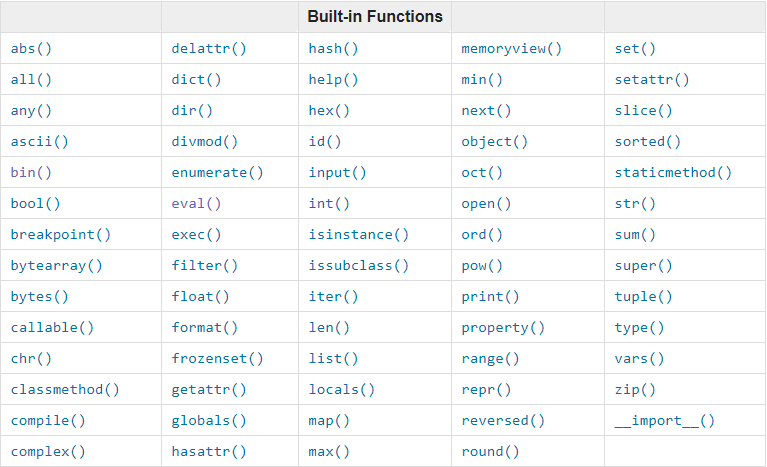 Built-in Functions
abs() delattr() hash() memoryview() set()
all() dict() help() min() setattr()
any() dir() hex() next() slice()
ascii() divmod() id() object() sorted()
bin() enumerate() input() oct() staticmethod()
bool() eval() int() open() str()
breakpoint() exec() isinstance() ord() sum()
bytearray() filter() issubclass() pow() super()
bytes() float() iter() print() tuple()
callable() format() len() property() type()
chr() frozenset() list() range() vars()
classmethod() getattr() locals() repr() zip()
compile() globals() map() reversed() __import__()
complex() hasattr() max() round()